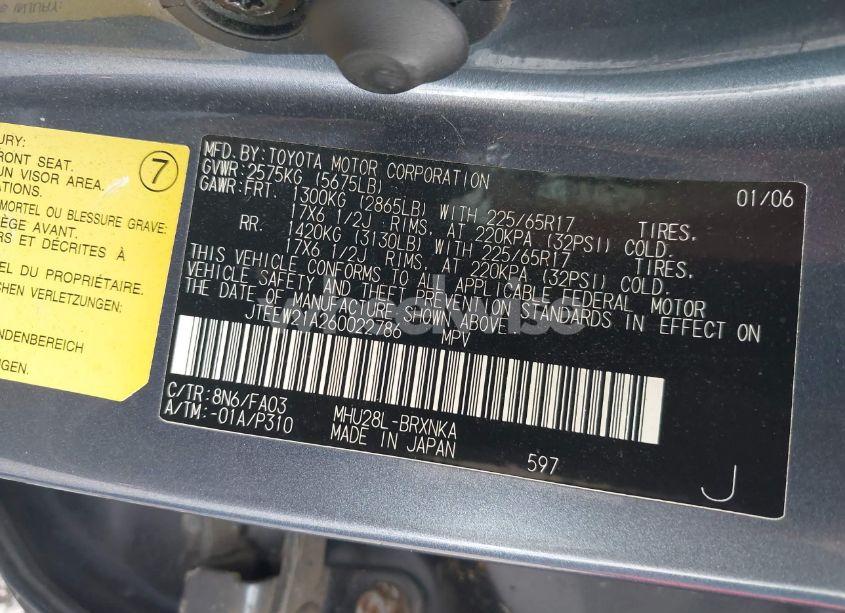 URY:
RONT SEAT.
UN VISOR AREA.
ATIONS.
MORTEL OU BLESSURE GRAVE:
ÈGE AVANT.
RS ET DÉCRITES À
EL DU PROPRIÉTAIRE.
CHEN VERLETZUNGEN:
NDENBEREICH
UNGEN.
7
MFD. BY: TOYOTA MOTOR CORPORATION 01/06
GVWR: 2575KG (5675LB)
GAWR: FRT. 1300KG (2865LB) WITH 225/65R17 TIRES,
17X6 1/2J RIMS, AT 220KPA (32PSI) COLD.
RR. 1420KG (3130LB) WITH 225/65R17 TIRES,
17X6 1/2J RIMS, AT 220KPA (32PSI) COLD.
THIS VEHICLE CONFORMS TO ALL APPLICABLE FEDERAL MOTOR
VEHICLE SAFETY AND THEFT PREVENTION STANDARDS IN EFFECT ON
THE DATE OF MANUFACTURE SHOWN ABOVE.
JTEEW21A260022786 MPV
C/TR: 8N6/FA03 MHU28L-BRXNKA
A/TM: -01A/P310 MADE IN JAPAN
597
J